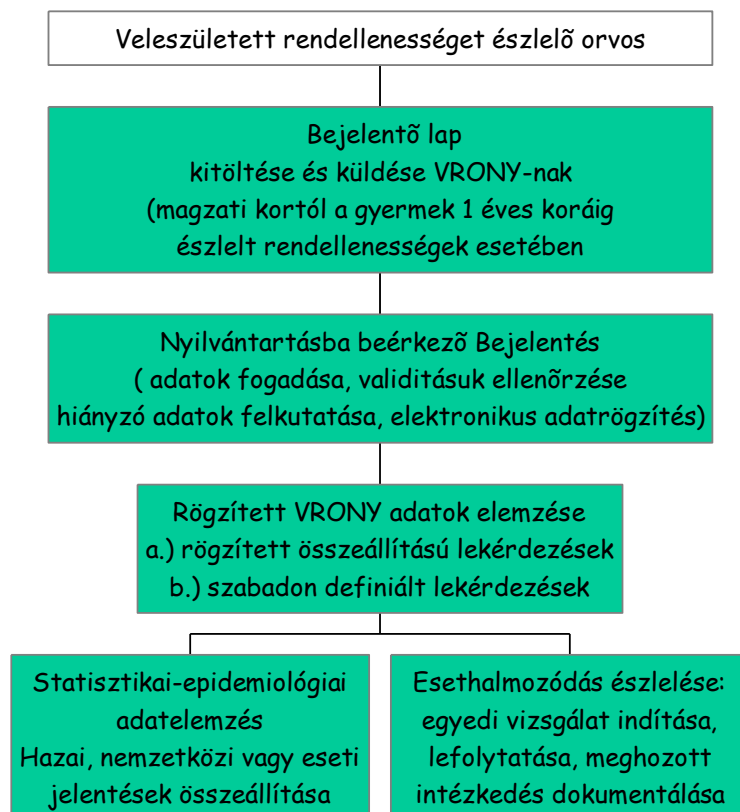 Veleszületett rendellenességet észlelõ orvos
Bejelentõ lap
kitöltése és küldése VRONY-nak
(magzati kortól a gyermek 1 éves koráig
észlelt rendellenességek esetében
Nyilvántartásba beérkezõ Bejelentés
( adatok fogadása, validitásuk ellenõrzése
hiányzó adatok felkutatása, elektronikus adatrögzítés)
Rögzített VRONY adatok elemzése
a.) rögzített összeállítású lekérdezések
b.) szabadon definiált lekérdezések
Statisztikai-epidemiológiai
adatelemzés
Hazai, nemzetközi vagy eseti
jelentések összeállítása
Esethalmozódás észlelése:
egyedi vizsgálat indítása,
lefolytatása, meghozott
intézkedés dokumentálása